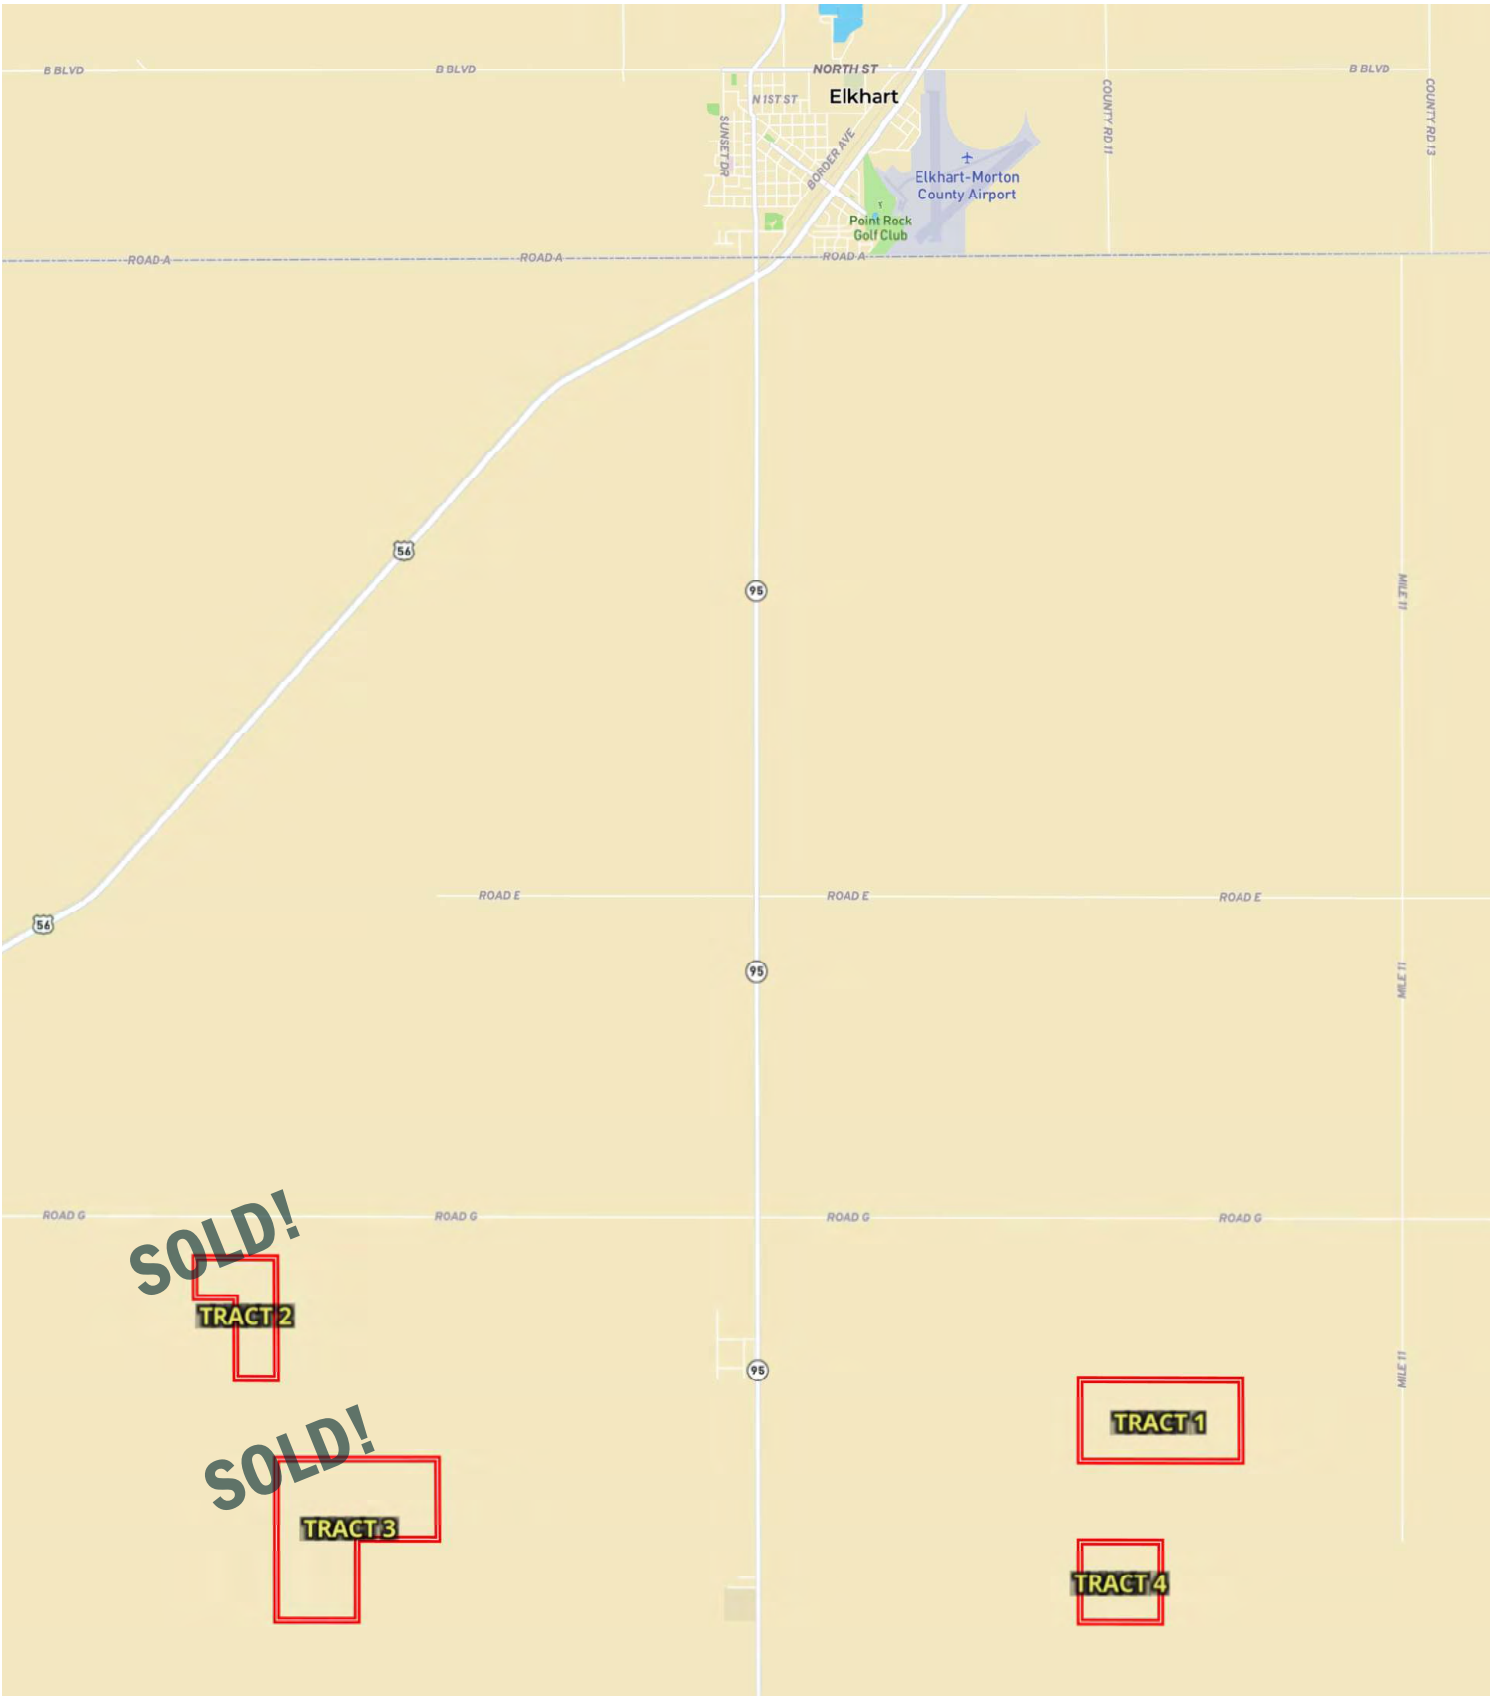 B BLVD
B BLVD
NORTH ST
B BLVD
N 1ST ST
Elkhart
SUNSET DR
BORDER AVE
COUNTY RD 11
COUNTY RD 13
Elkhart-Morton
County Airport
Point Rock
Golf Club
ROAD A
ROAD A
ROAD A
56
95
MILE 11
ROAD E
ROAD E
ROAD E
56
95
MILE 11
ROAD G
ROAD G
ROAD G
ROAD G
SOLD!
TRACT 2
95
MILE 11
SOLD!
TRACT 1
TRACT 3
TRACT 4